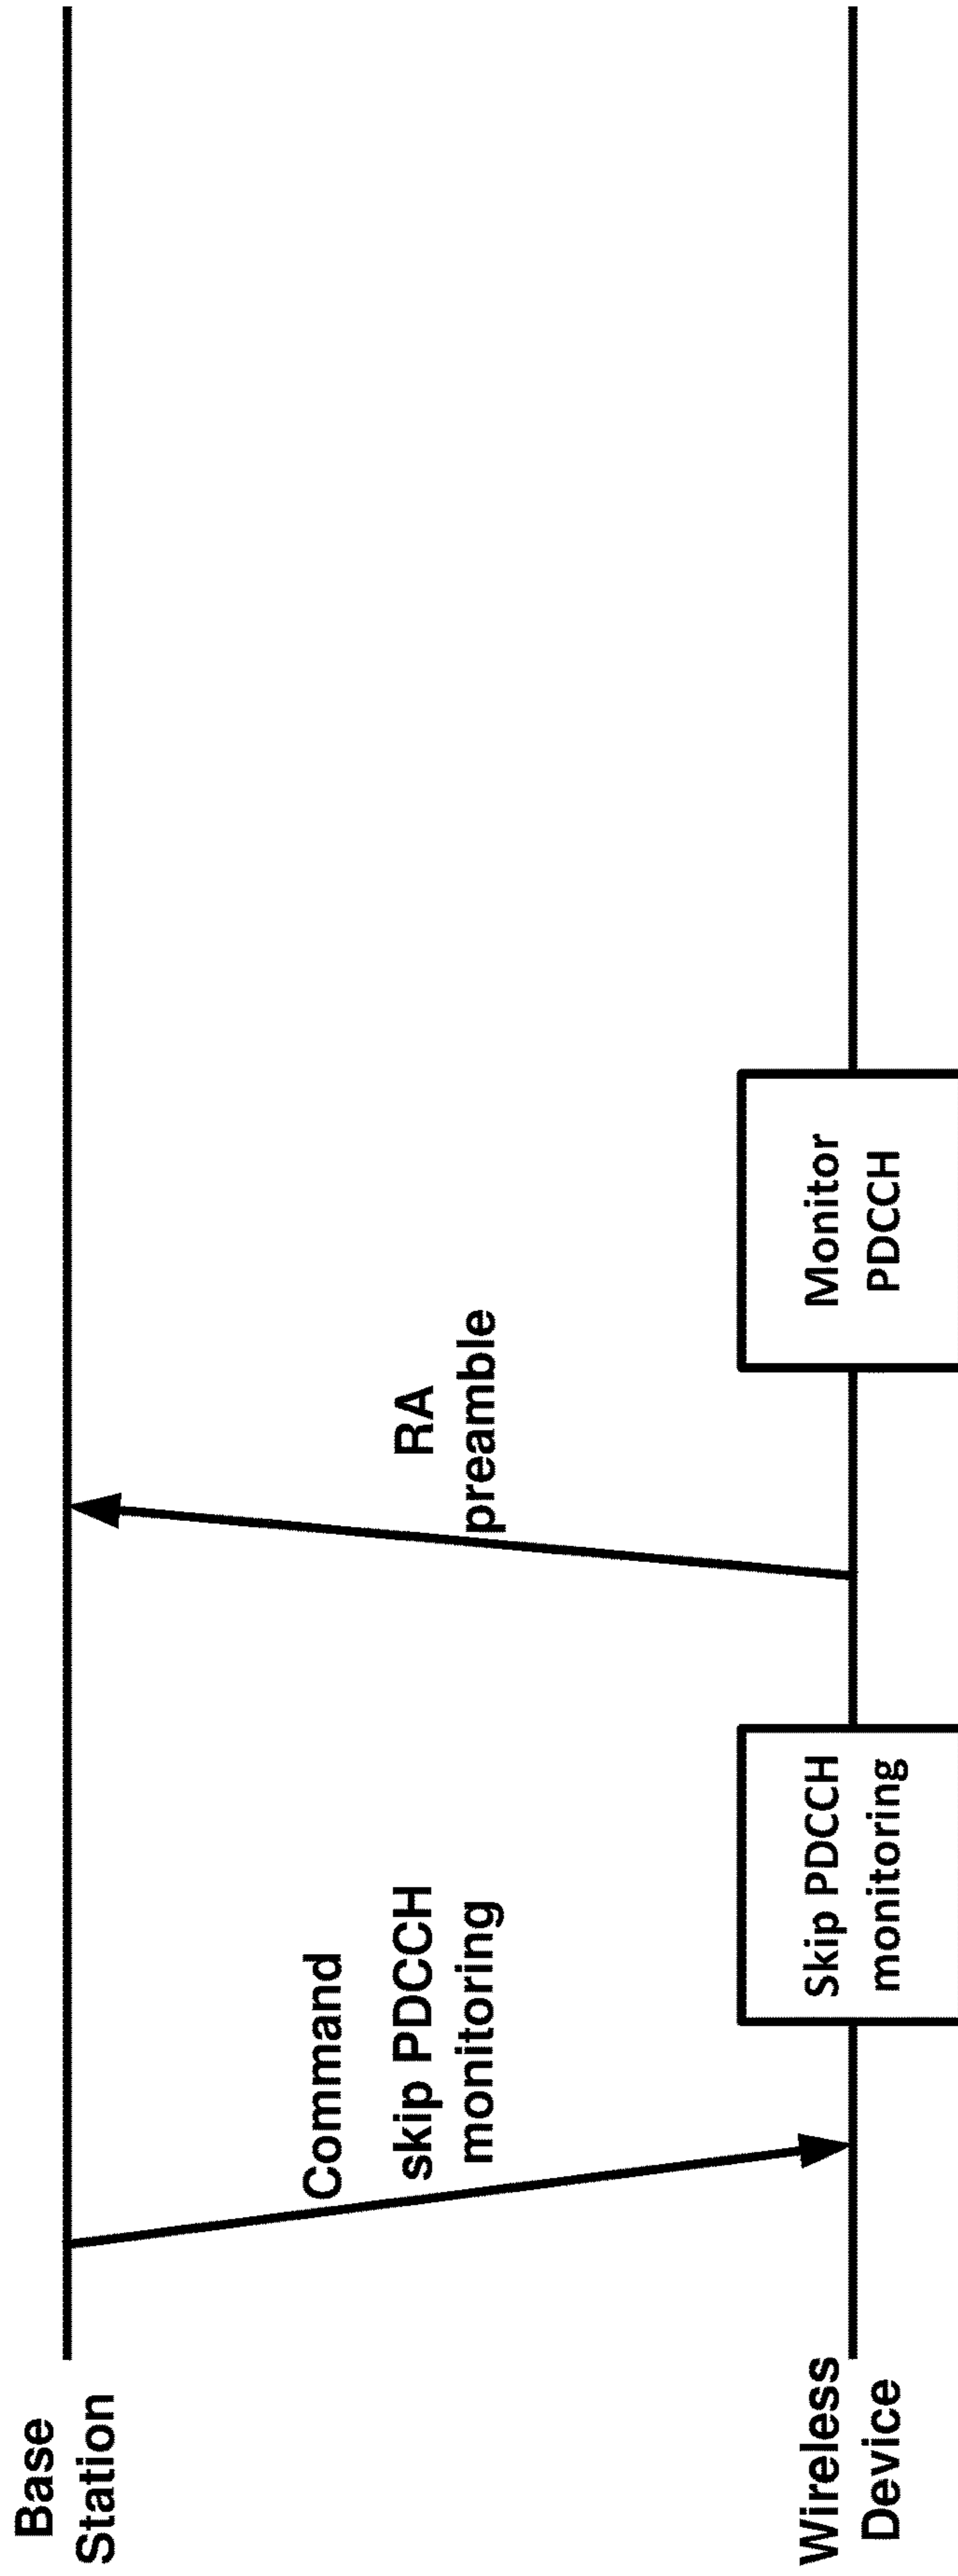 Base
Station
Command
skip PDCCH
monitoring
RA
preamble
Wireless
Device
Skip PDCCH
monitoring
Monitor
PDCCH